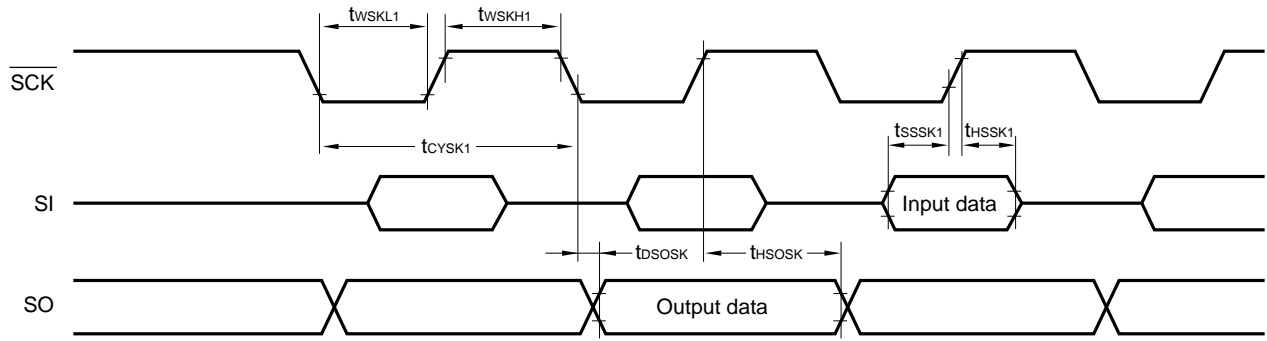 tWSKL1 tWSKH1
SCK
tSSSK1 tHSSK1
tCYSK1
SI Input data
tDSOSK tHSOSK
SO Output data